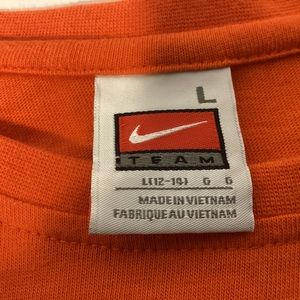 L
TEAM
L(12-14) G G
MADE IN VIETNAM
FABRIQUE AU VIETNAM